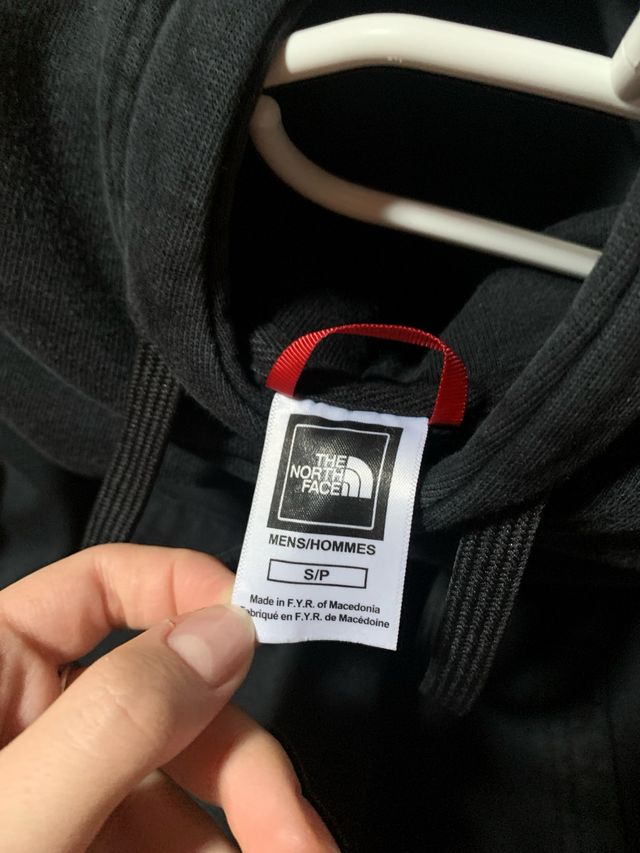 THE
NORTH
FACE
MENS/HOMMES
S/P
Made in F.Y.R. of Macedonia
Fabriqué en F.Y.R. de Macédoine